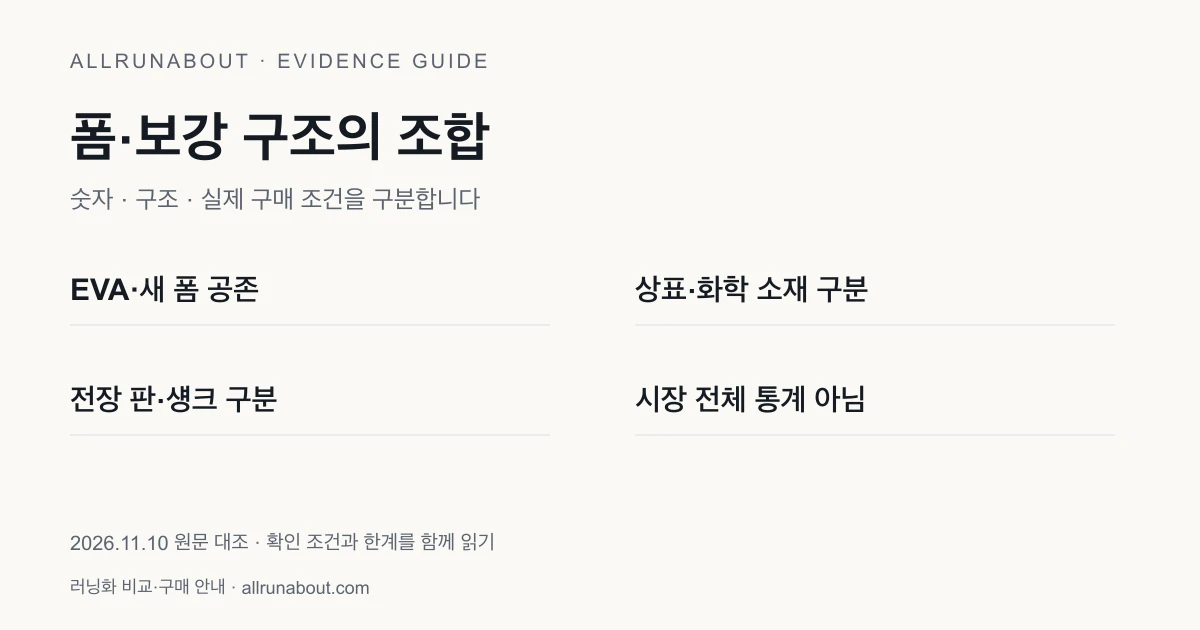 ALLRUNABOUT · EVIDENCE GUIDE
폼·보강 구조의 조합
숫자 · 구조 · 실제 구매 조건을 구분합니다
EVA·새 폼 공존
상표·화학 소재 구분
전장 판·섕크 구분
시장 전체 통계 아님
2026.11.10 원문 대조 · 확인 조건과 한계를 함께 읽기
러닝화 비교·구매 안내 · allrunabout.com